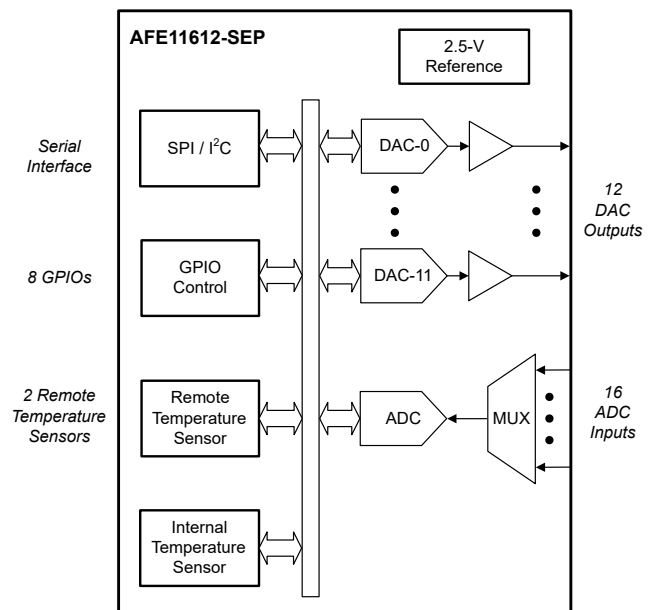 AFE11612-SEP
2.5-V
Reference
Serial
Interface
SPI / I²C
DAC-0
12
DAC
Outputs
8 GPIOs
GPIO
Control
DAC-11
2 Remote
Temperature
Sensors
Remote
Temperature
Sensor
ADC
MUX
16
ADC
Inputs
Internal
Temperature
Sensor